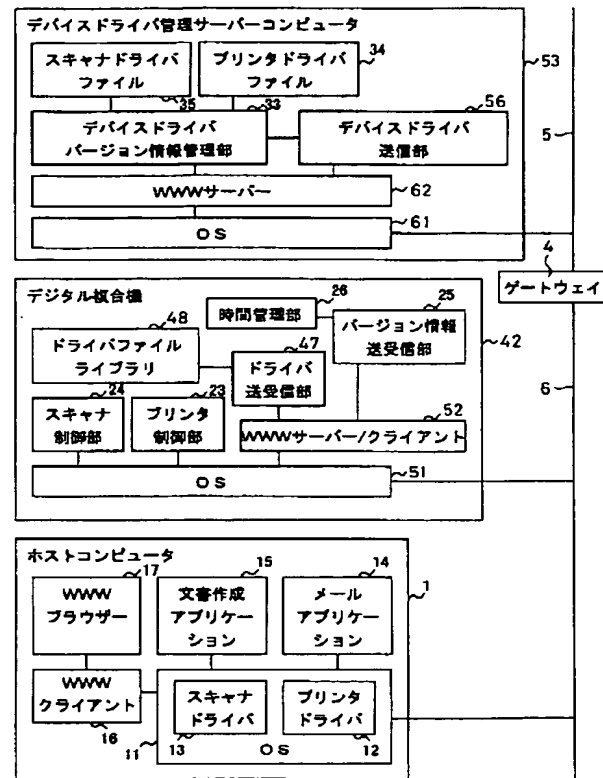 デバイスドライバ管理サーバーコンピュータ
53
スキャナドライバ
ファイル
35
プリンタドライバ
ファイル
34
33
デバイスドライバ
バージョン情報管理部
56
デバイスドライバ
送信部
5
WWWサーバー
62
OS
61
4
ゲートウェイ
デジタル複合機
42
48
ドライバファイル
ライブラリ
26
時間管理部
25
バージョン情報
送受信部
47
ドライバ
送受信部
6
24
スキャナ
制御部
23
プリンタ
制御部
52
WWWサーバー/クライアント
OS
51
ホストコンピュータ
1
17
WWW
ブラウザー
15
文書作成
アプリケー
ション
14
メール
アプリケー
ション
WWW
クライアント
16
スキャナ
ドライバ
13
プリンタ
ドライバ
12
11
OS